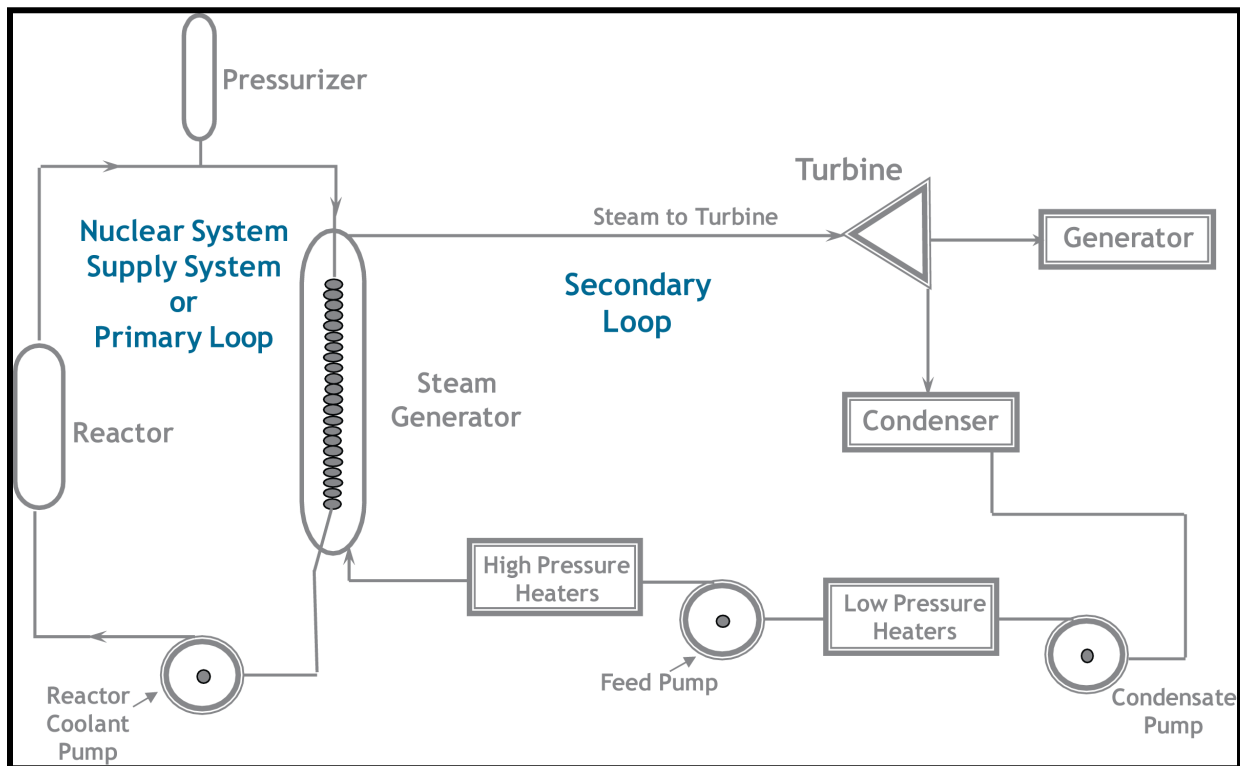 Pressurizer
Turbine
Steam to Turbine
Nuclear System
Supply System
or
Primary Loop
Generator
Secondary
Loop
Steam
Generator
Reactor
Condenser
High Pressure
Heaters
Low Pressure
Heaters
Feed Pump
Reactor
Coolant
Pump
Condensate
Pump